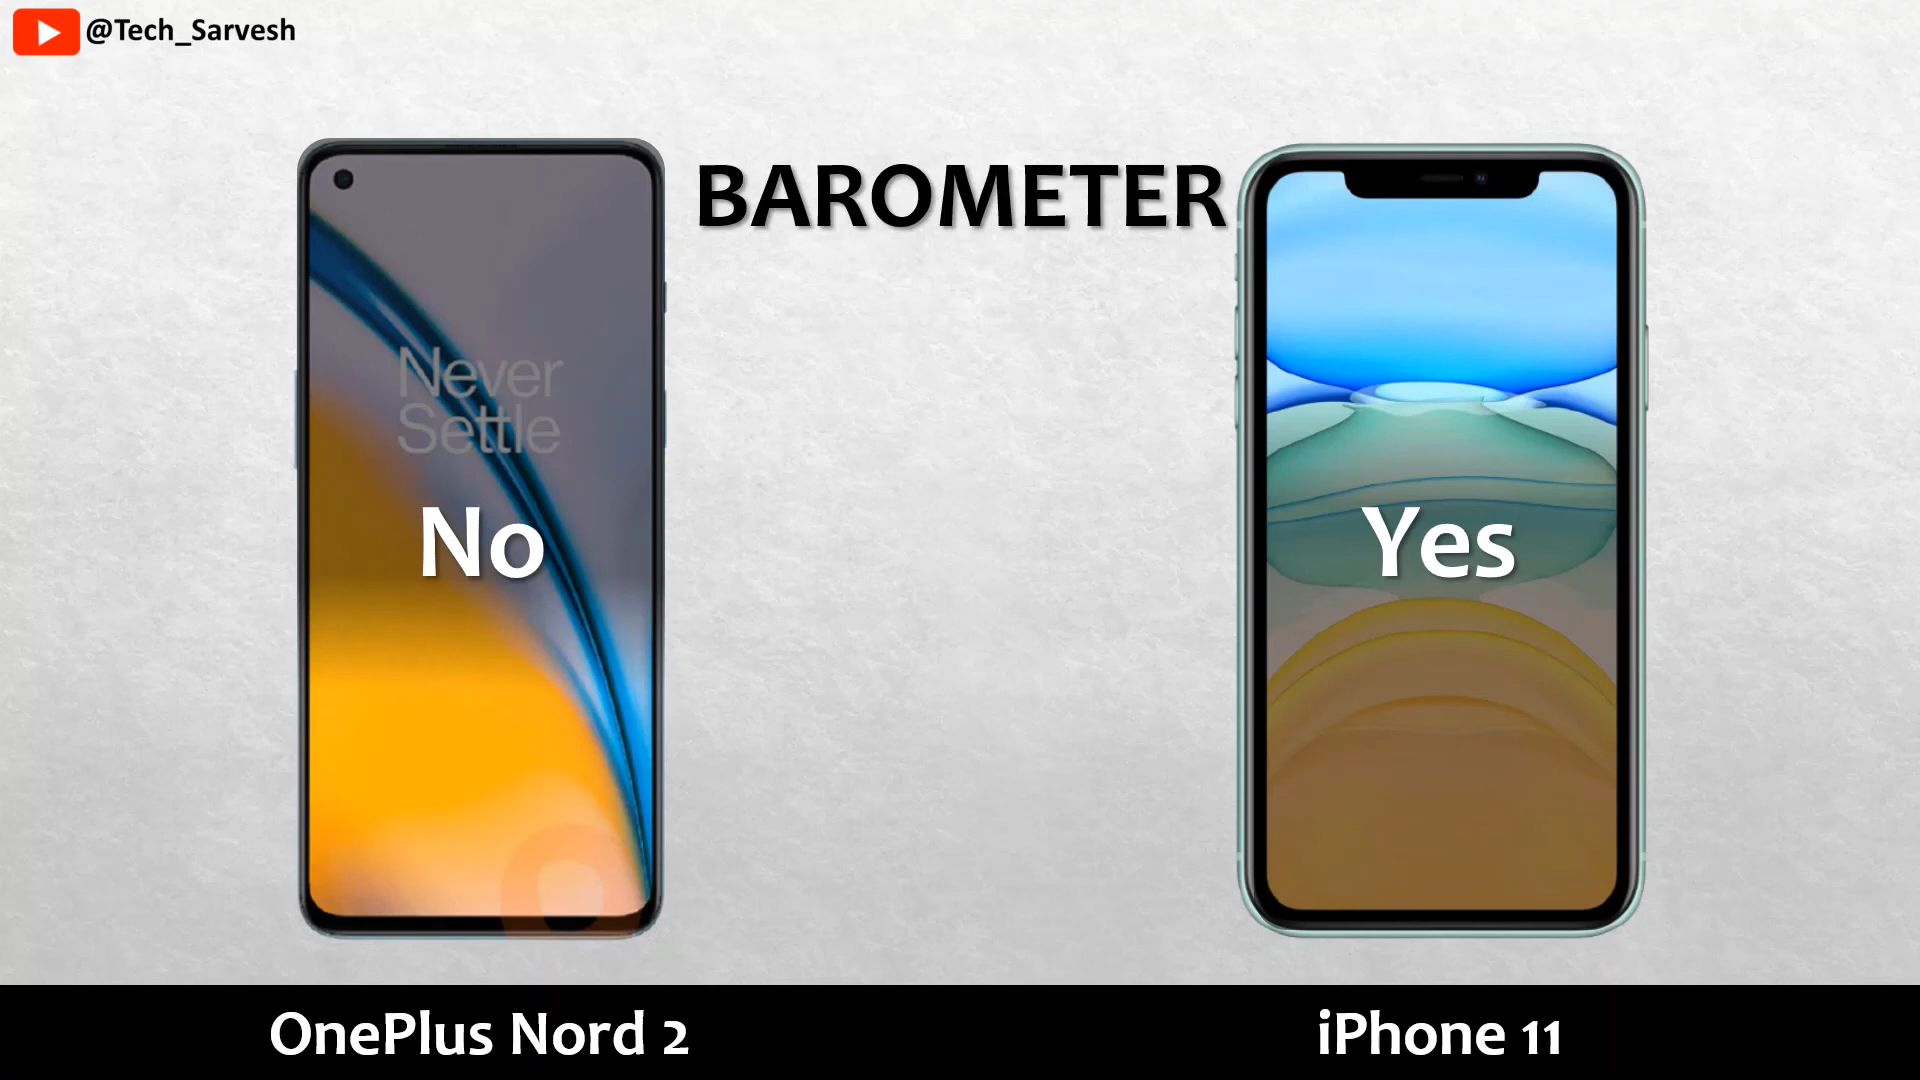 @Tech_Sarvesh
BAROMETER
Never
Settle
No
Yes
OnePlus Nord 2
iPhone 11